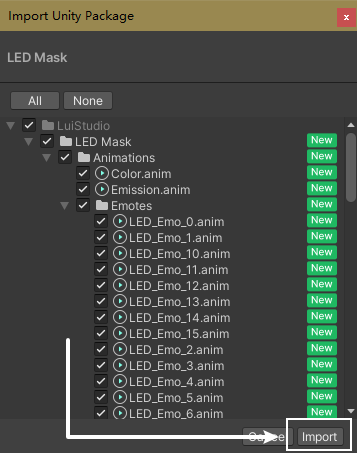 Import Unity Package
LED Mask
All None
LuiStudio
LED Mask New
Animations New
Color.anim New
Emission.anim New
Emotes New
LED_Emo_0.anim New
LED_Emo_1.anim New
LED_Emo_10.anim New
LED_Emo_11.anim New
LED_Emo_12.anim New
LED_Emo_13.anim New
LED_Emo_14.anim New
LED_Emo_15.anim New
LED_Emo_2.anim New
LED_Emo_3.anim New
LED_Emo_4.anim New
LED_Emo_5.anim New
LED_Emo_6.anim New
Import